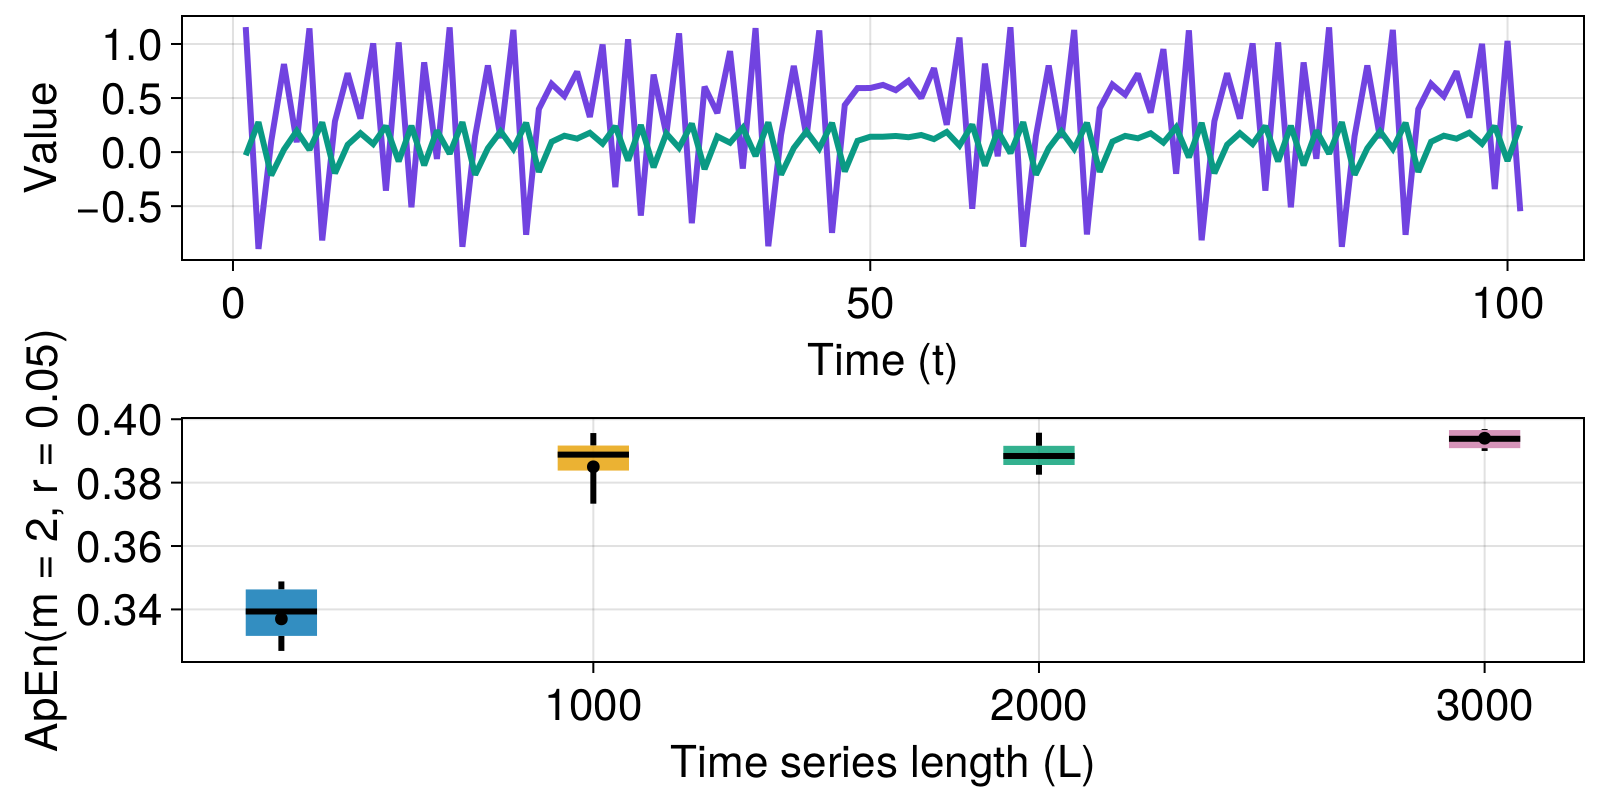 Value
1.0
0.5
0.0
−0.5
0 50 100
Time (t)
ApEn(m = 2, r = 0.05)
0.40
0.38
0.36
0.34
1000 2000 3000
Time series length (L)